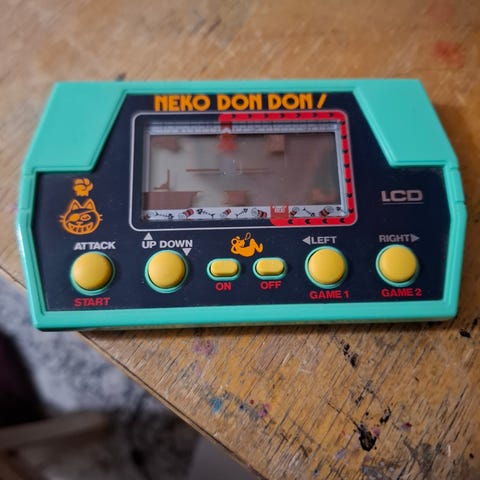 NEKO DON DON!
LCD
ATTACK
▲
UP DOWN
▼
◀LEFT
RIGHT▶
START
ON
OFF
GAME 1
GAME 2